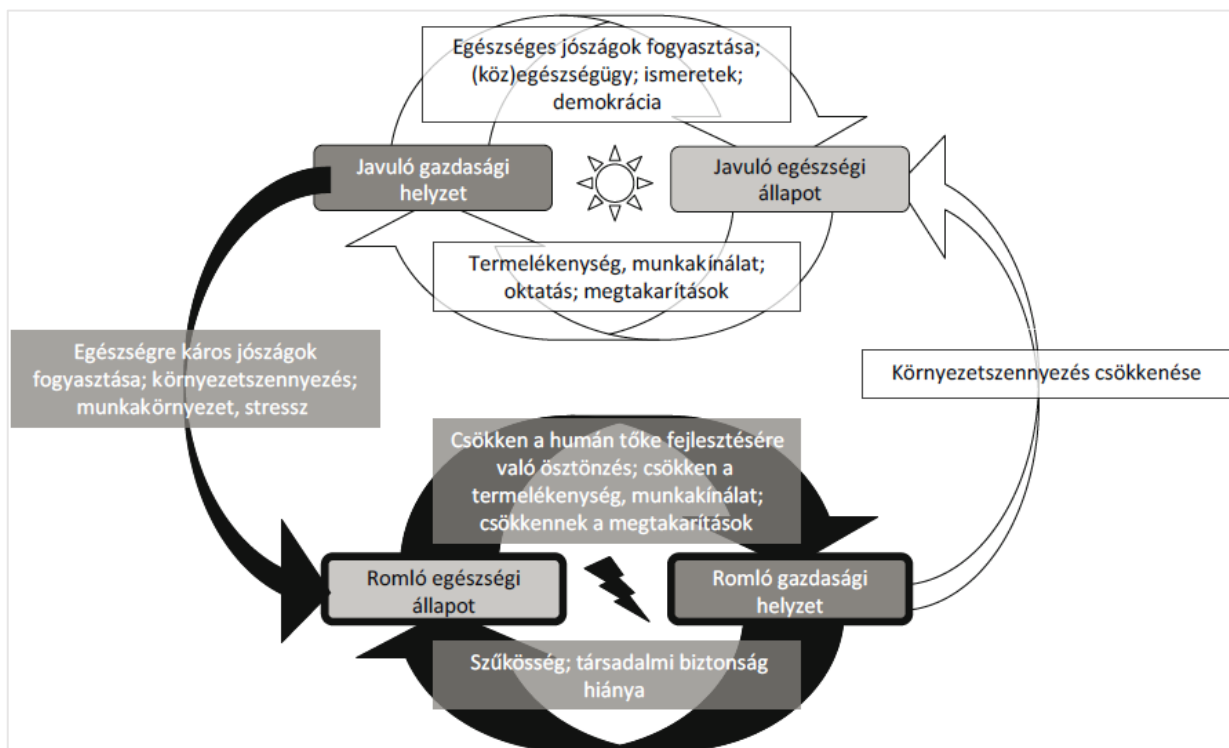 Egészséges jószágok fogyasztása;
(köz)egészségügy; ismeretek;
demokrácia
Javuló gazdasági
helyzet
Javuló egészségi
állapot
Termelékenység, munkakínálat;
oktatás; megtakarítások
Egészségre káros jószágok
fogyasztása; környezetszennyezés;
munkakörnyezet, stressz
Környezetszennyezés csökkenése
Csökken a humán tőke fejlesztésére
való ösztönzés; csökken a
termelékenység, munkakínálat;
csökkennek a megtakarítások
Romló egészségi
állapot
Romló gazdasági
helyzet
Szűkösség; társadalmi biztonság
hiánya